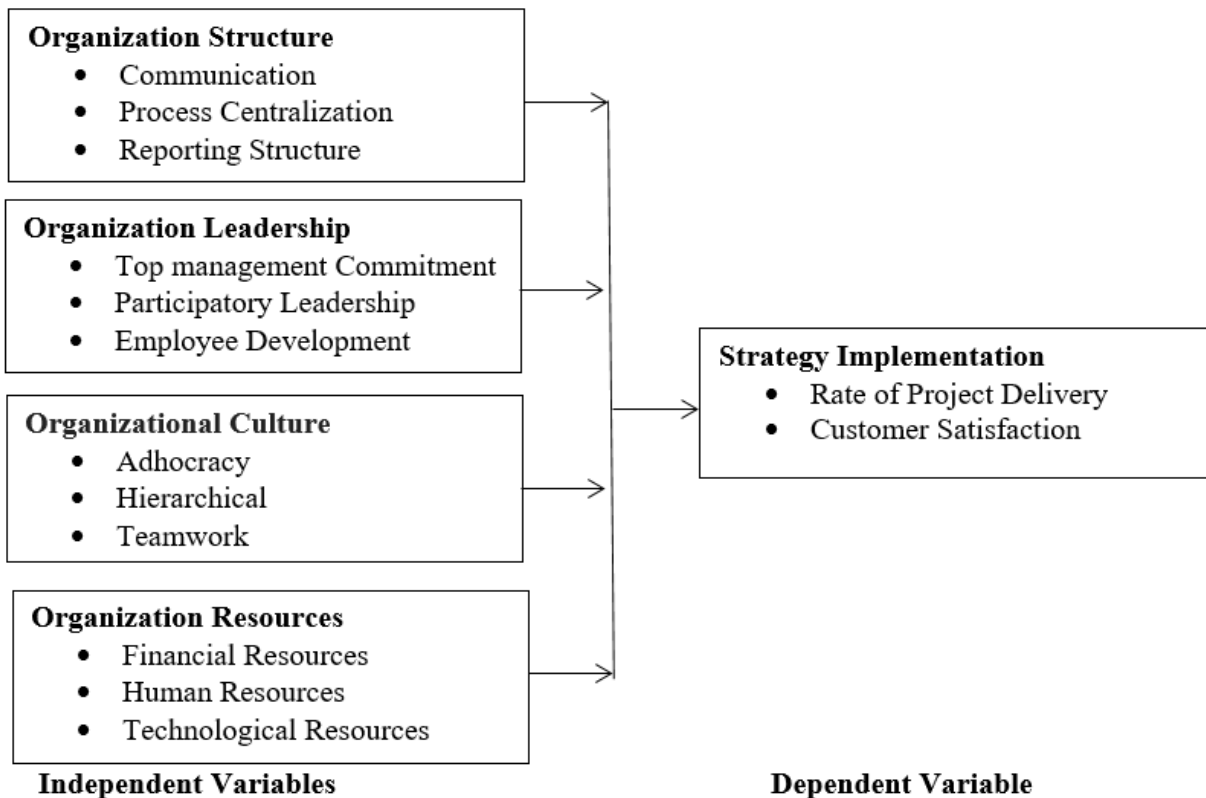 Organization Structure
• Communication
• Process Centralization
• Reporting Structure
Organization Leadership
• Top management Commitment
• Participatory Leadership
• Employee Development
Organizational Culture
• Adhocracy
• Hierarchical
• Teamwork
Organization Resources
• Financial Resources
• Human Resources
• Technological Resources
Independent Variables
Strategy Implementation
• Rate of Project Delivery
• Customer Satisfaction
Dependent Variable